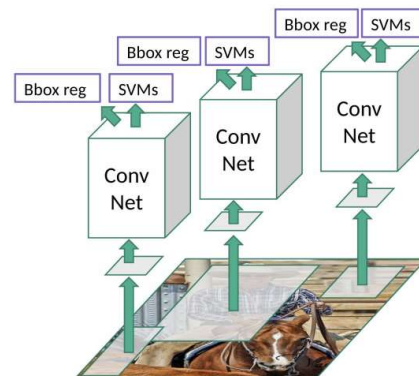 Bbox reg SVMs
Bbox reg SVMs
Bbox reg SVMs
Conv
Net
Conv
Net
Conv
Net